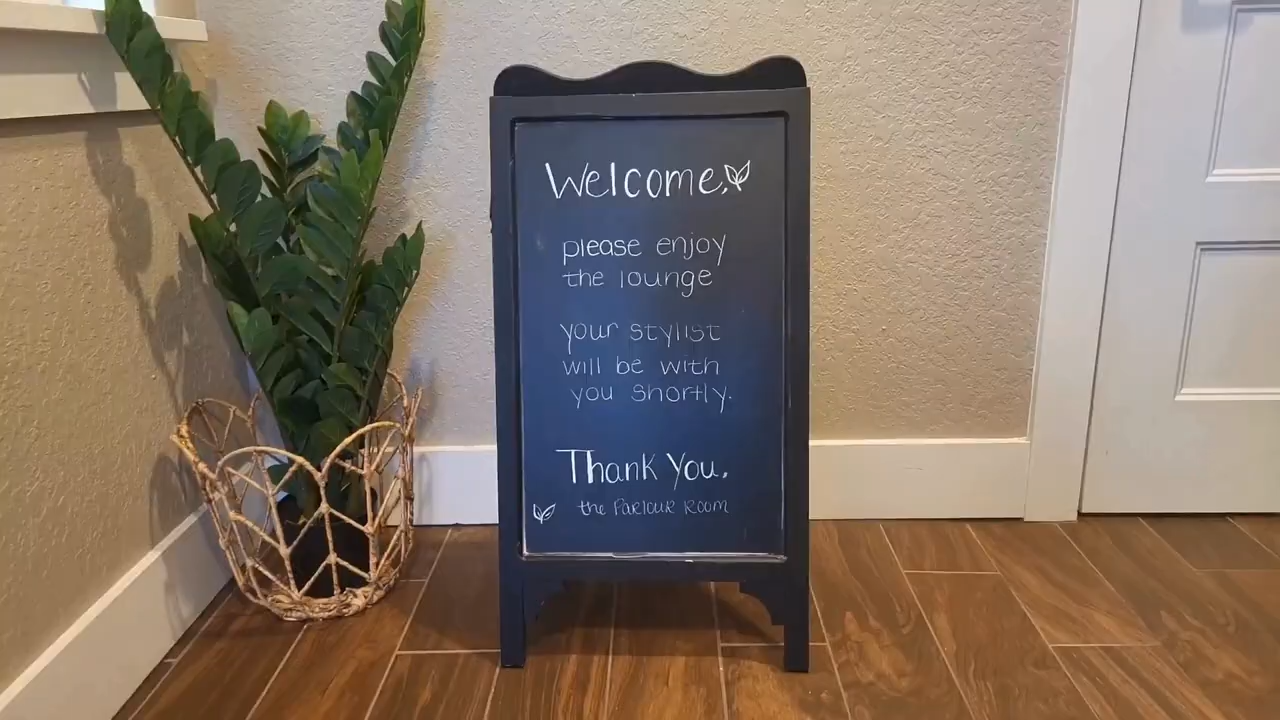 Welcome,
please enjoy
the lounge
your stylist
will be with
you shortly.
Thank You,
the Parlour Room